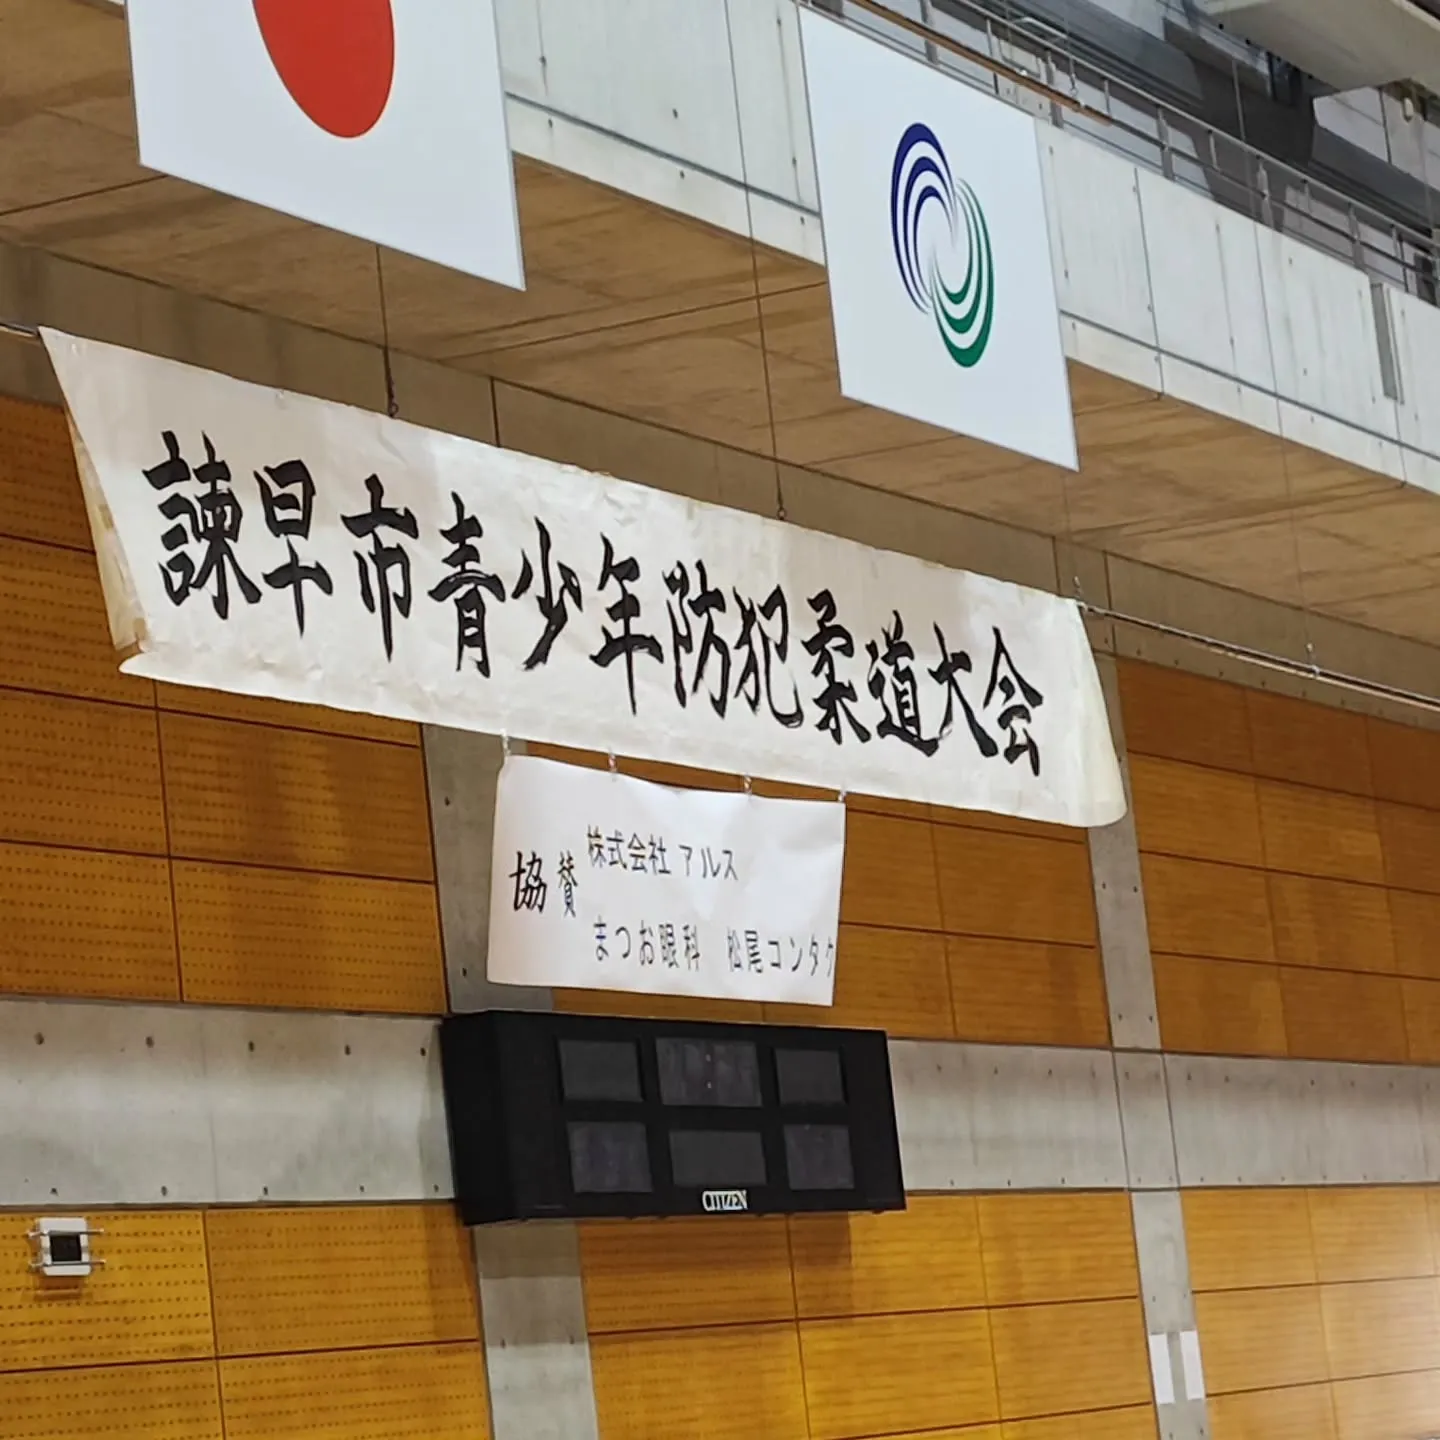 諫早市青少年防犯柔道大会
協賛
株式会社 アルス
まつお眼科 松尾コンタク
CITIZEN